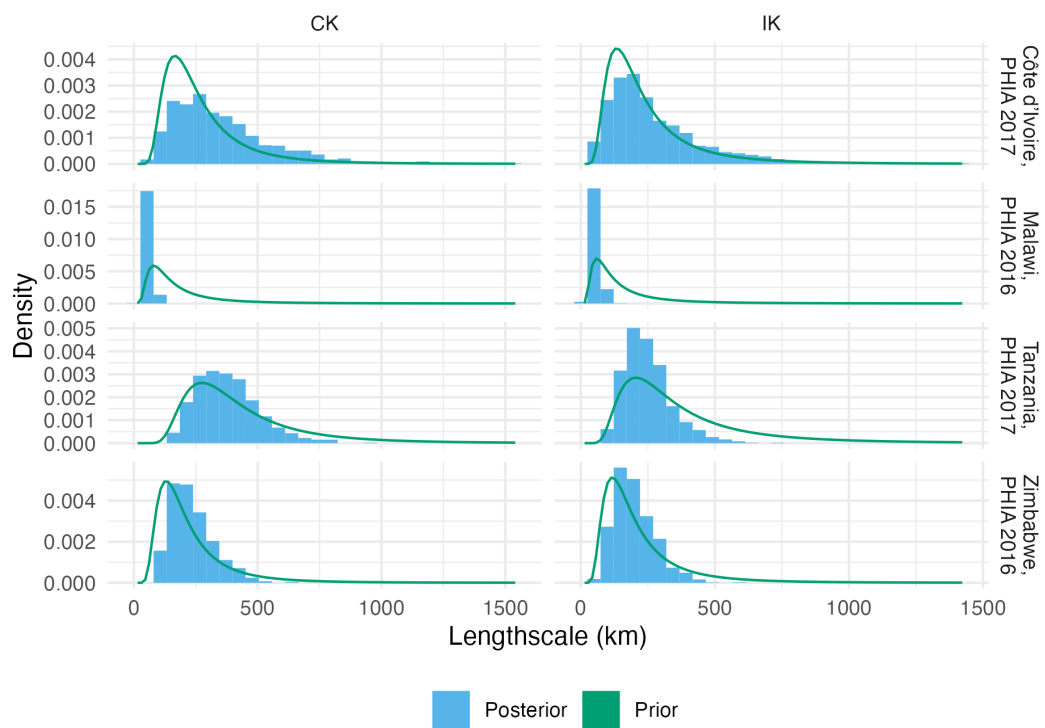 CK
IK
0.004
0.003
0.002
0.001
0.000
Côte d'Ivoire,
PHIA 2017
0.015
0.010
0.005
0.000
Malawi,
PHIA 2016
0.005
0.004
0.003
0.002
0.001
0.000
Tanzania,
PHIA 2017
0.004
0.002
0.000
Zimbabwe,
PHIA 2016
Density
0
500
1000
1500
0
500
1000
1500
Lengthscale (km)
Posterior
Prior